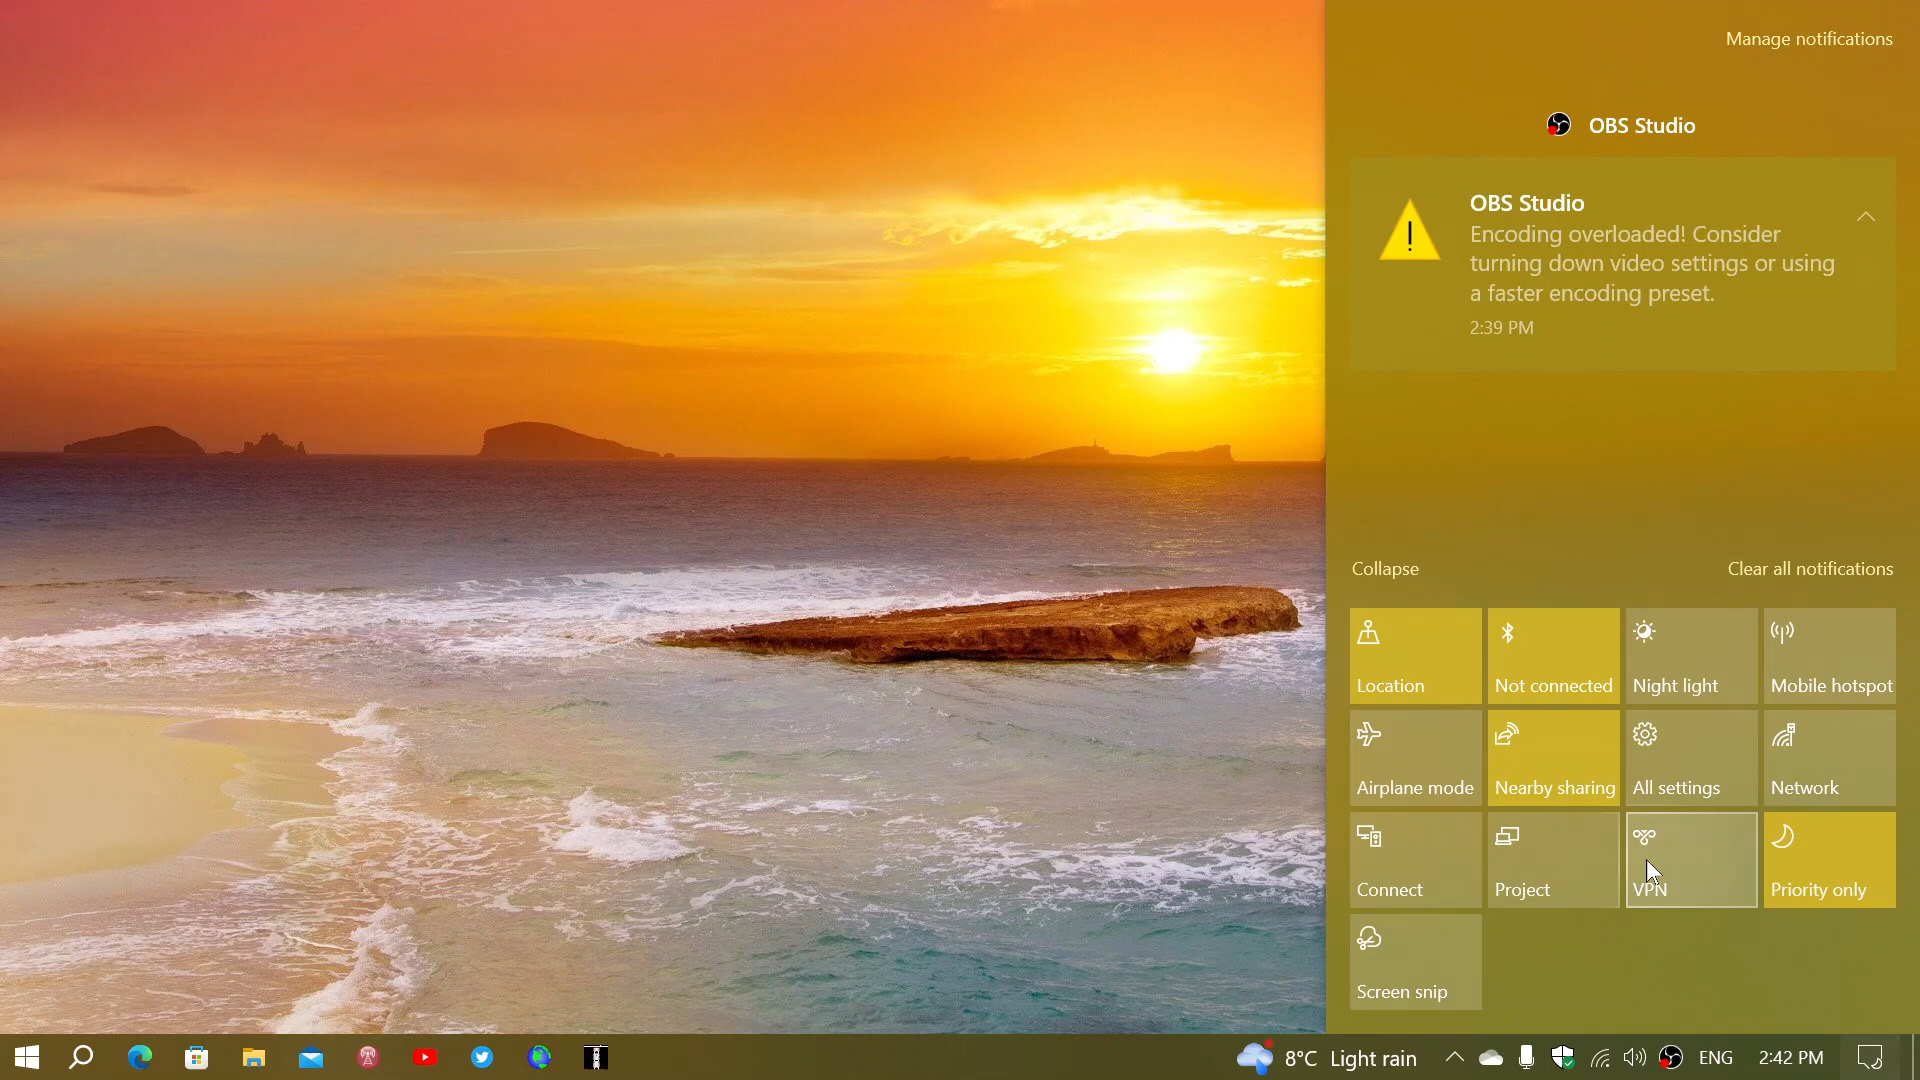 Manage notifications
OBS Studio
OBS Studio
Encoding overloaded! Consider
turning down video settings or using
a faster encoding preset.
2:39 PM
Collapse
Clear all notifications
Location
Not connected
Night light
Mobile hotspot
Airplane mode
Nearby sharing
All settings
Network
Connect
Project
VPN
Priority only
Screen snip
8°C Light rain
ENG
2:42 PM